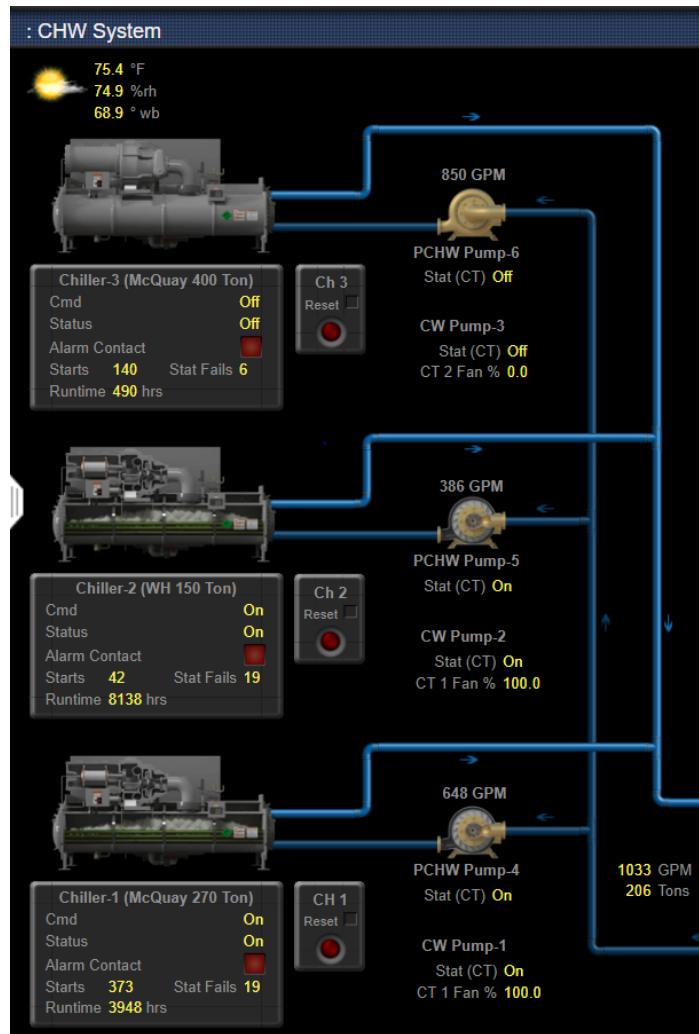 : CHW System
75.4 °F
74.9 %rh
68.9 ° wb
850 GPM
PCHW Pump-6
Stat (CT) Off
Chiller-3 (McQuay 400 Ton)
Cmd Off
Status Off
Alarm Contact
Starts 140 Stat Fails 6
Runtime 490 hrs
Ch 3
Reset
CW Pump-3
Stat (CT) Off
CT 2 Fan % 0.0
386 GPM
PCHW Pump-5
Stat (CT) On
Chiller-2 (WH 150 Ton)
Cmd On
Status On
Alarm Contact
Starts 42 Stat Fails 19
Runtime 8138 hrs
Ch 2
Reset
CW Pump-2
Stat (CT) On
CT 1 Fan % 100.0
648 GPM
PCHW Pump-4
Stat (CT) On
1033 GPM
206 Tons
Chiller-1 (McQuay 270 Ton)
Cmd On
Status On
Alarm Contact
Starts 373 Stat Fails 19
Runtime 3948 hrs
CH 1
Reset
CW Pump-1
Stat (CT) On
CT 1 Fan % 100.0